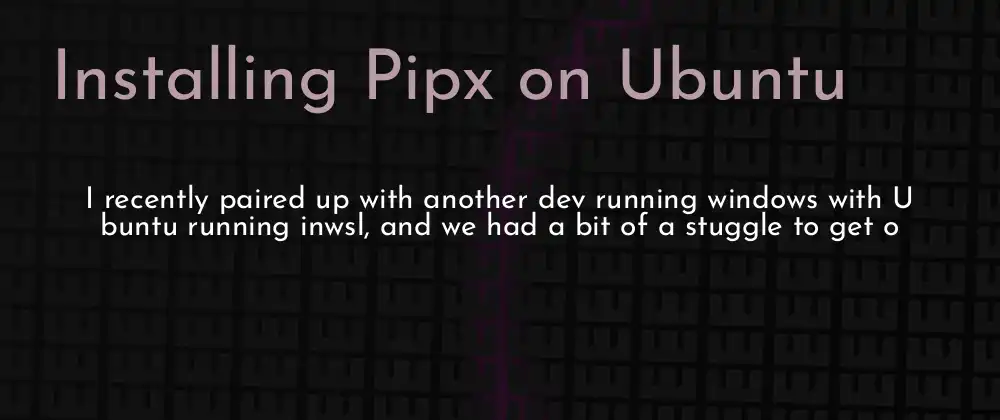 Installing Pipx on Ubuntu
I recently paired up with another dev running windows with U
buntu running inwsl, and we had a bit of a stuggle to get o